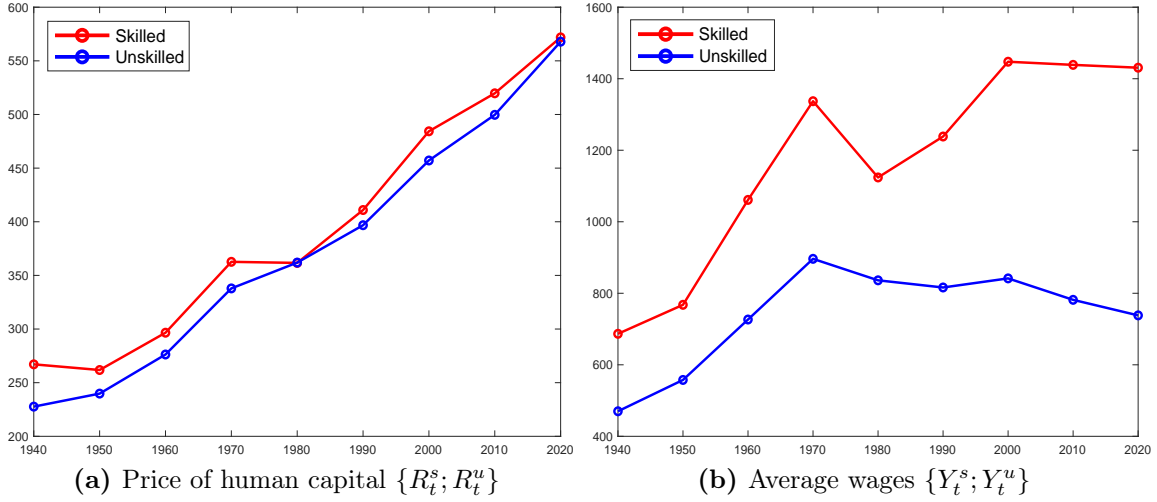 600
550
500
450
400
350
300
250
200
1940 1950 1960 1970 1980 1990 2000 2010 2020
Skilled
Unskilled
(a) Price of human capital {R_t^s; R_t^u}
1600
1400
1200
1000
800
600
400
1940 1950 1960 1970 1980 1990 2000 2010 2020
Skilled
Unskilled
(b) Average wages {Y_t^s; Y_t^u}